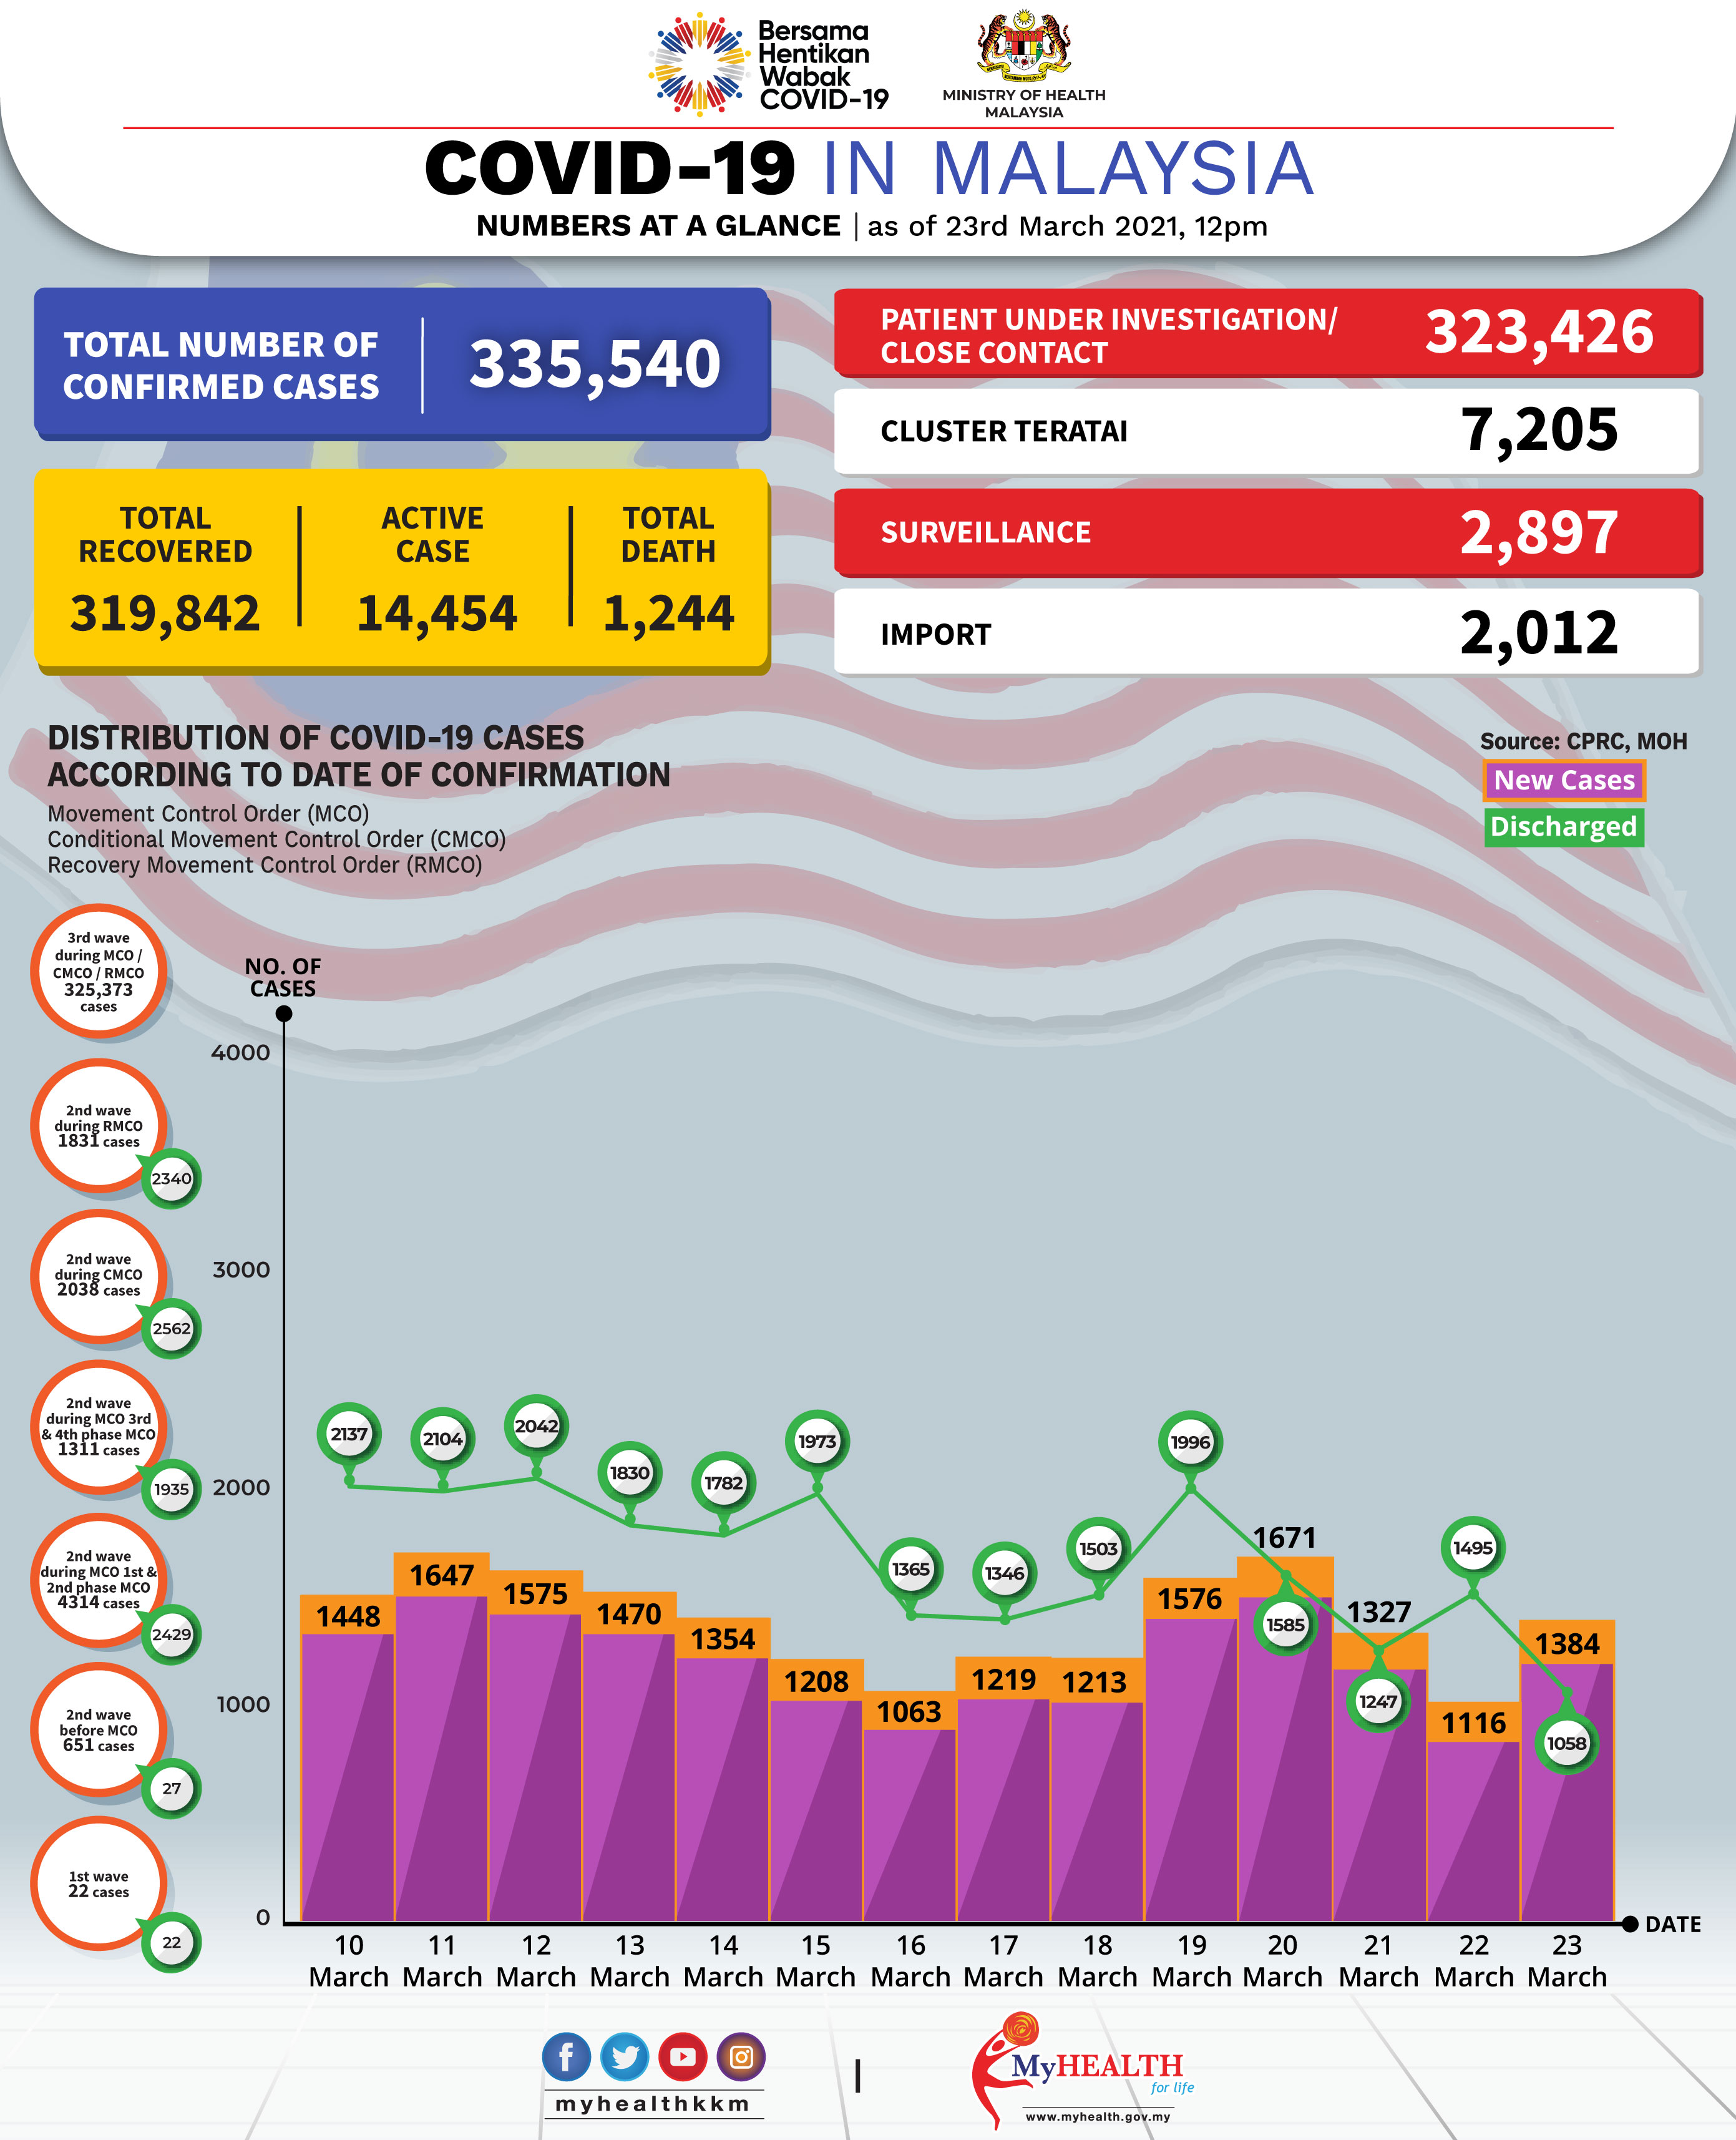 Bersama
Hentikan
Wabak
COVID-19
MINISTRY OF HEALTH
MALAYSIA
COVID-19 IN MALAYSIA
NUMBERS AT A GLANCE | as of 23rd March 2021, 12pm
TOTAL NUMBER OF
CONFIRMED CASES
335,540
TOTAL
RECOVERED
319,842
ACTIVE
CASE
14,454
TOTAL
DEATH
1,244
PATIENT UNDER INVESTIGATION/
CLOSE CONTACT
323,426
CLUSTER TERATAI
7,205
SURVEILLANCE
2,897
IMPORT
2,012
DISTRIBUTION OF COVID-19 CASES
ACCORDING TO DATE OF CONFIRMATION
Movement Control Order (MCO)
Conditional Movement Control Order (CMCO)
Recovery Movement Control Order (RMCO)
Source: CPRC, MOH
New Cases
Discharged
3rd wave
during MCO /
CMCO / RMCO
325,373
cases
2nd wave
during RMCO
1831 cases
2340
2nd wave
during CMCO
2038 cases
2562
2nd wave
during MCO 3rd
& 4th phase MCO
1311 cases
1935
2nd wave
during MCO 1st &
2nd phase MCO
4314 cases
2429
2nd wave
before MCO
651 cases
27
1st wave
22 cases
22
NO. OF
CASES
4000
3000
2000
1000
0
2137
2104
2042
1830
1782
1973
1365
1346
1503
1996
1585
1247
1495
1058
1448
1647
1575
1470
1354
1208
1063
1219
1213
1576
1671
1327
1116
1384
DATE
10 11 12 13 14 15 16 17 18 19 20 21 22 23
March March March March March March March March March March March March March March
myhealthkkm
MyHEALTH
for life
www.myhealth.gov.my